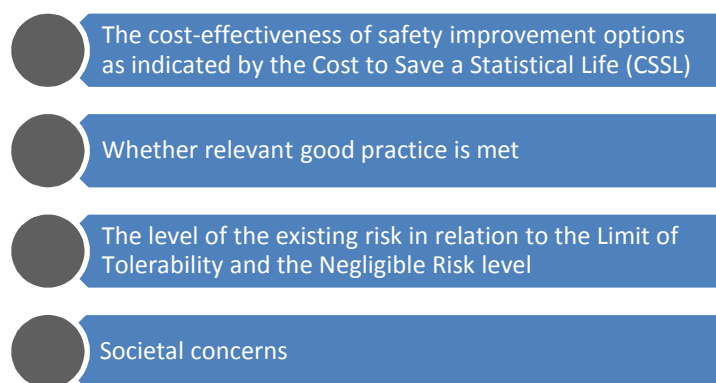 The cost-effectiveness of safety improvement options
as indicated by the Cost to Save a Statistical Life (CSSL)
Whether relevant good practice is met
The level of the existing risk in relation to the Limit of
Tolerability and the Negligible Risk level
Societal concerns